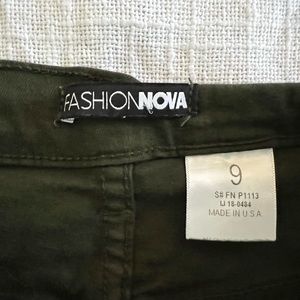 FASHIONNOVA
9
S# FN P1113
LI 18-0484
MADE IN U.S.A